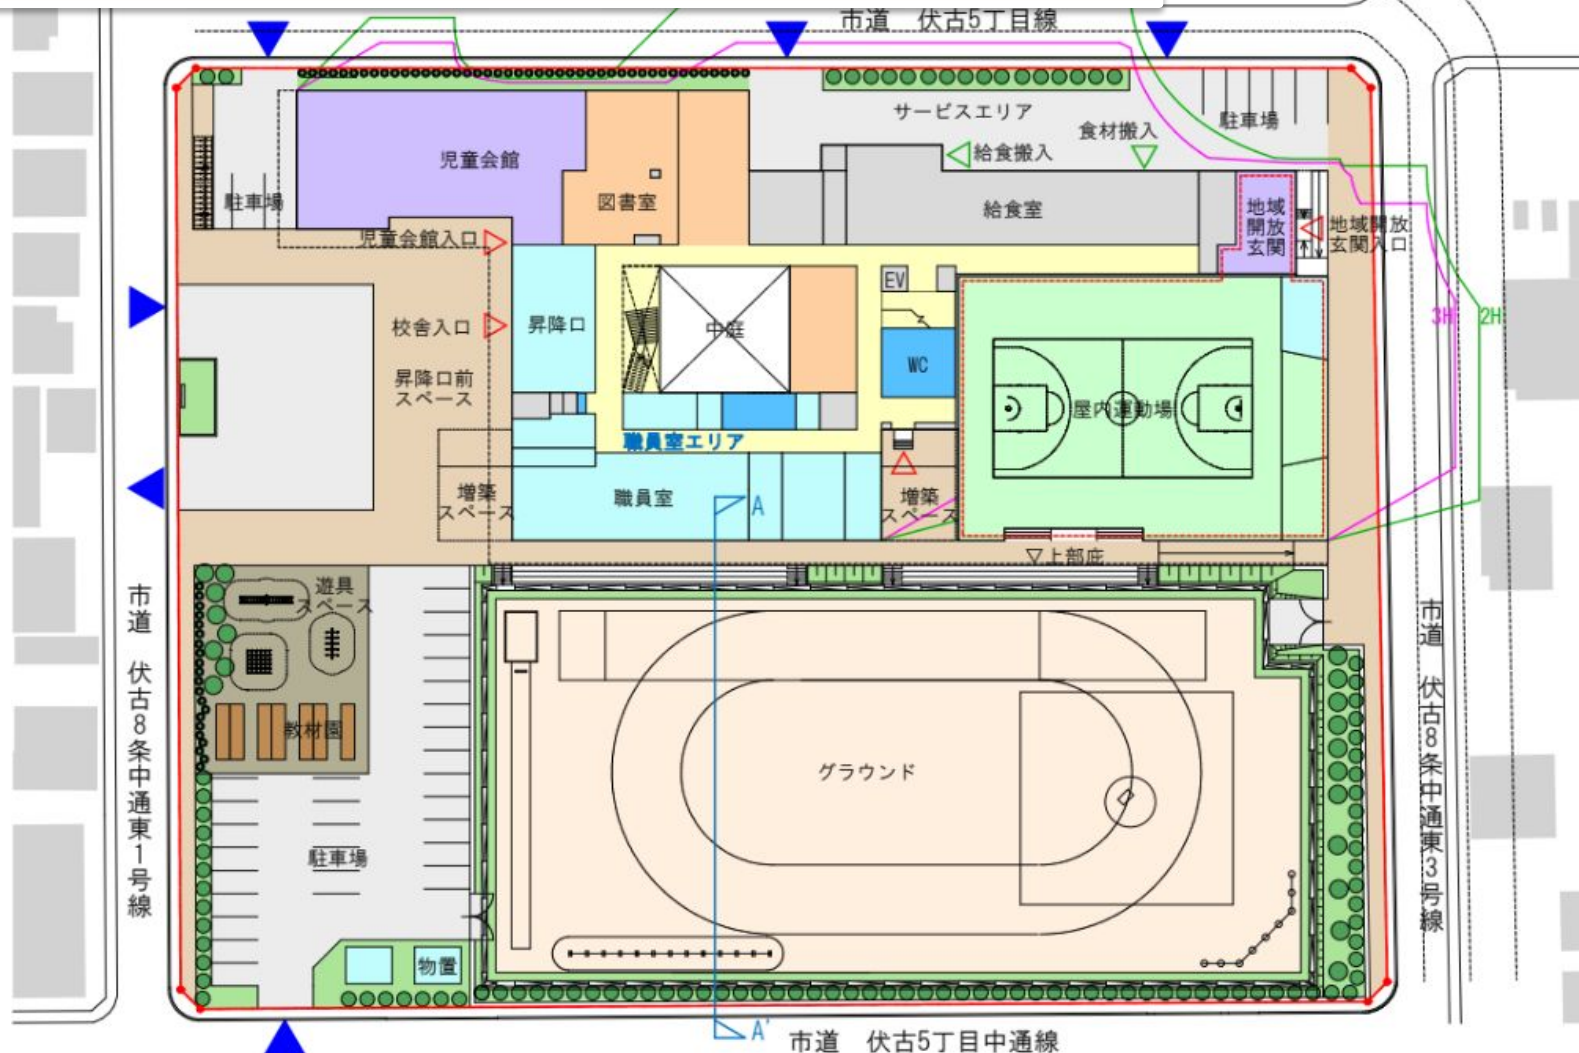 市道 伏古5丁目線
サービスエリア
駐車場
食材搬入
給食搬入
児童会館
駐車場
図書室
給食室
地域
開放
玄関
地域開放
玄関入口
児童会館入口
EV
昇降口
中庭
校舎入口
3H
2H
WC
昇降口前
スペース
屋内運動場
職員室エリア
増築
スペース
職員室
A
増築
スペース
▽上部庇
遊具
スペース
市道 伏古8条中通東1号線
市道 伏古8条中通東3号線
教材園
グラウンド
駐車場
物置
A'
市道 伏古5丁目中通線